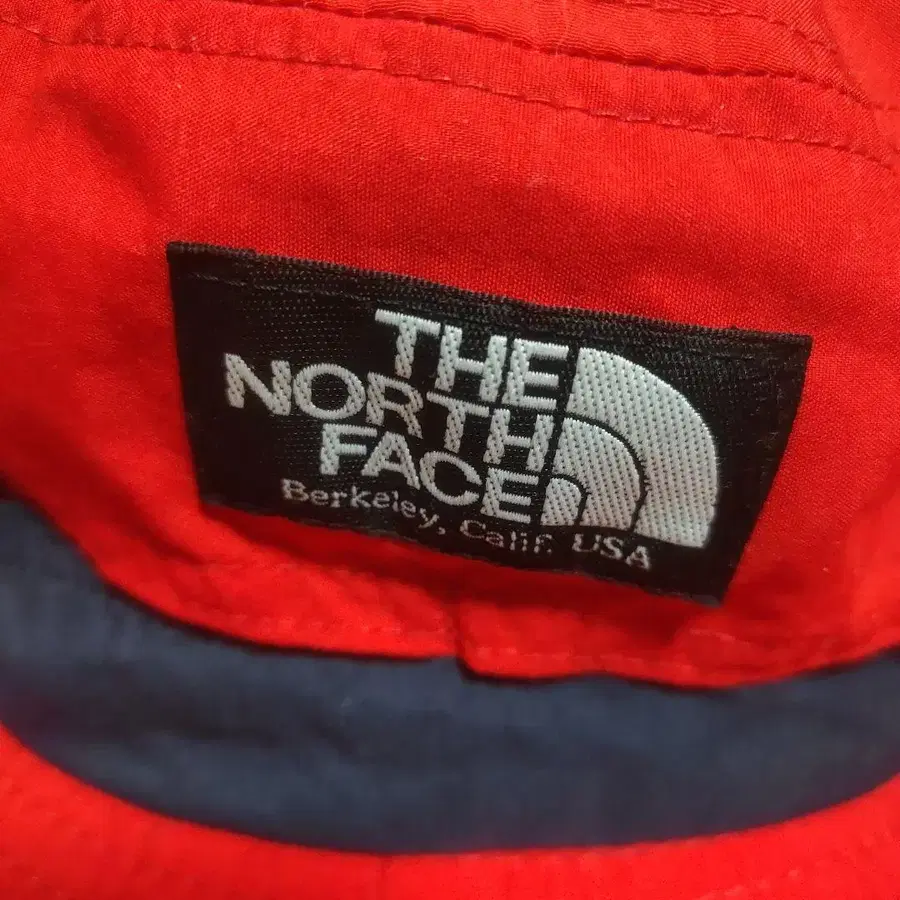 THE
NORTH
FACE
Berkeley, Calif. USA